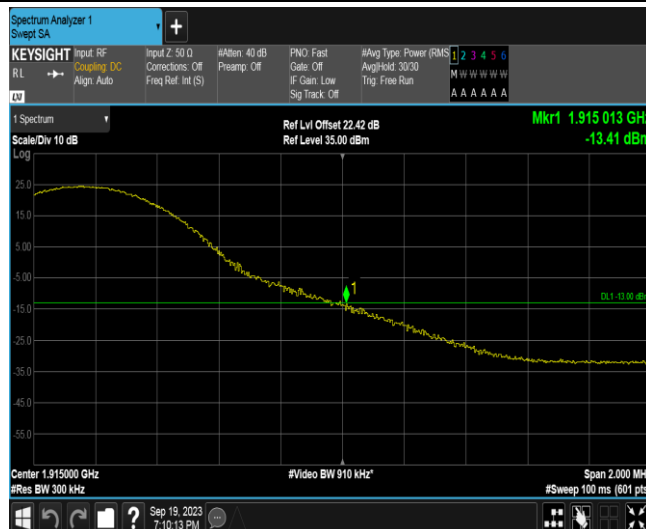 Spectrum Analyzer 1
Swept SA
KEYSIGHT
RL
LXI
Input: RF
Coupling: DC
Align: Auto
Input Z: 50 Ω
Corrections: Off
Freq Ref: Int (S)
#Atten: 40 dB
Preamp: Off
PNO: Fast
Gate: Off
IF Gain: Low
Sig Track: Off
#Avg Type: Power (RMS
Avg|Hold: 30/30
Trig: Free Run
1 2 3 4 5 6
M W W W W W
A A A A A A
1 Spectrum
Scale/Div 10 dB
Ref Lvl Offset 22.42 dB
Ref Level 35.00 dBm
Mkr1 1.915 013 GHz
-13.41 dBm
Log
25.0
15.0
5.00
-5.00
-15.0
-25.0
-35.0
-45.0
-55.0
1
DL1 -13.00 dBm
Center 1.915000 GHz
#Res BW 300 kHz
#Video BW 910 kHz*
Span 2.000 MH
#Sweep 100 ms (601 pts
Sep 19, 2023
7:10:13 PM